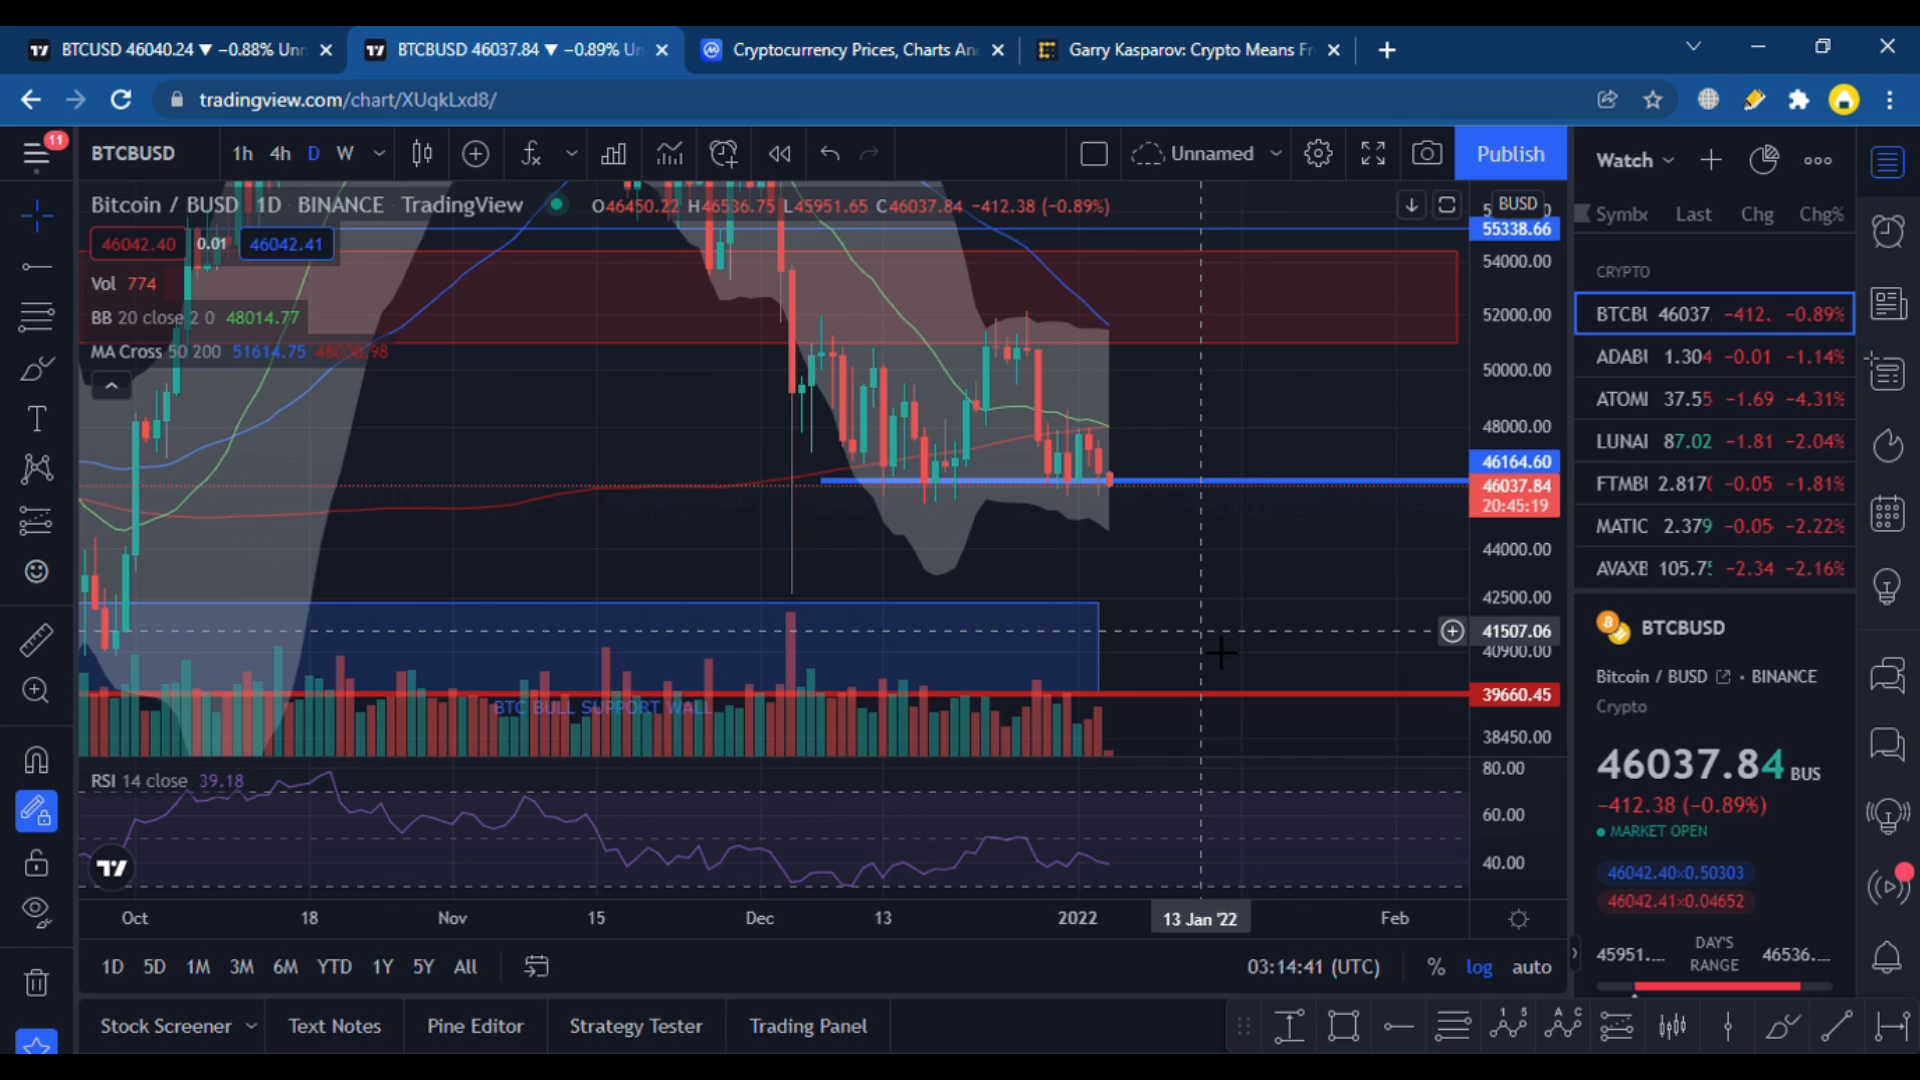 BTCUSD 46040.24 ▼ −0.88% Unn
BTCBUSD 46037.84 ▼ −0.89% Un
Cryptocurrency Prices, Charts An
Garry Kasparov: Crypto Means Fr
tradingview.com/chart/XUqkLxd8/
11
BTCBUSD
1h 4h D W
Unnamed
Publish
Watch
Bitcoin / BUSD 1D BINANCE TradingView
O46450.22 H46536.75 L45951.65 C46037.84 −412.38 (−0.89%)
46042.40 0.01 46042.41
Vol 774
BB 20 close 2 0 48014.77
MA Cross 50 200 51614.75
BUSD
55338.66
54000.00
52000.00
50000.00
48000.00
46164.60
46037.84
20:45:19
44000.00
42500.00
41507.06
40900.00
39660.45
38450.00
BTC BULL SUPPORT WALL
RSI 14 close 39.18
80.00
60.00
40.00
Oct 18 Nov 15 Dec 13 2022 13 Jan '22 Feb
1D 5D 1M 3M 6M YTD 1Y 5Y All
03:14:41 (UTC) % log auto
Stock Screener Text Notes Pine Editor Strategy Tester Trading Panel
Symbo Last Chg Chg%
CRYPTO
BTCBU 46037. −412. −0.89%
ADABU 1.304 −0.01 −1.14%
ATOM 37.55 −1.69 −4.31%
LUNAI 87.02 −1.81 −2.04%
FTMBU 2.817 −0.05 −1.81%
MATIC 2.379 −0.05 −2.22%
AVAXB 105.7 −2.34 −2.16%
BTCBUSD
Bitcoin / BUSD • BINANCE
Crypto
46037.84 BUS
−412.38 (−0.89%)
MARKET OPEN
46042.40×0.50303
46042.41×0.04652
45951.... DAY'S RANGE 46536....